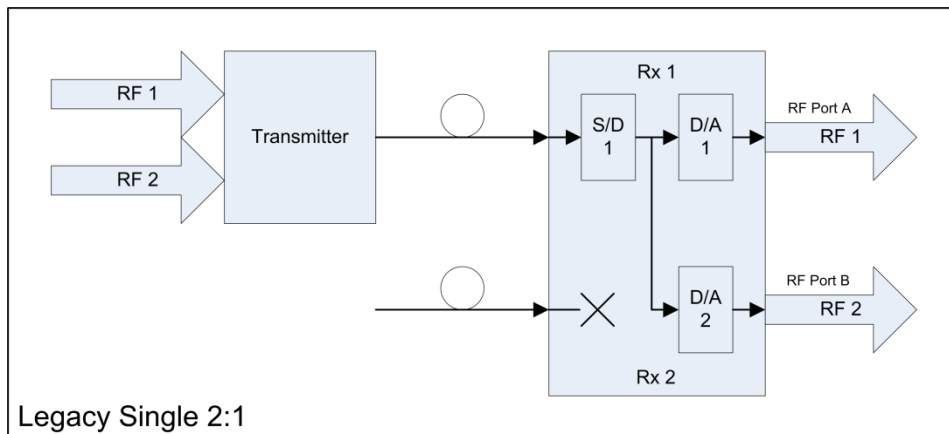 RF 1
RF 2
Transmitter
Rx 1
S/D
1
D/A
1
RF Port A
RF 1
D/A
2
RF Port B
RF 2
Rx 2
Legacy Single 2:1